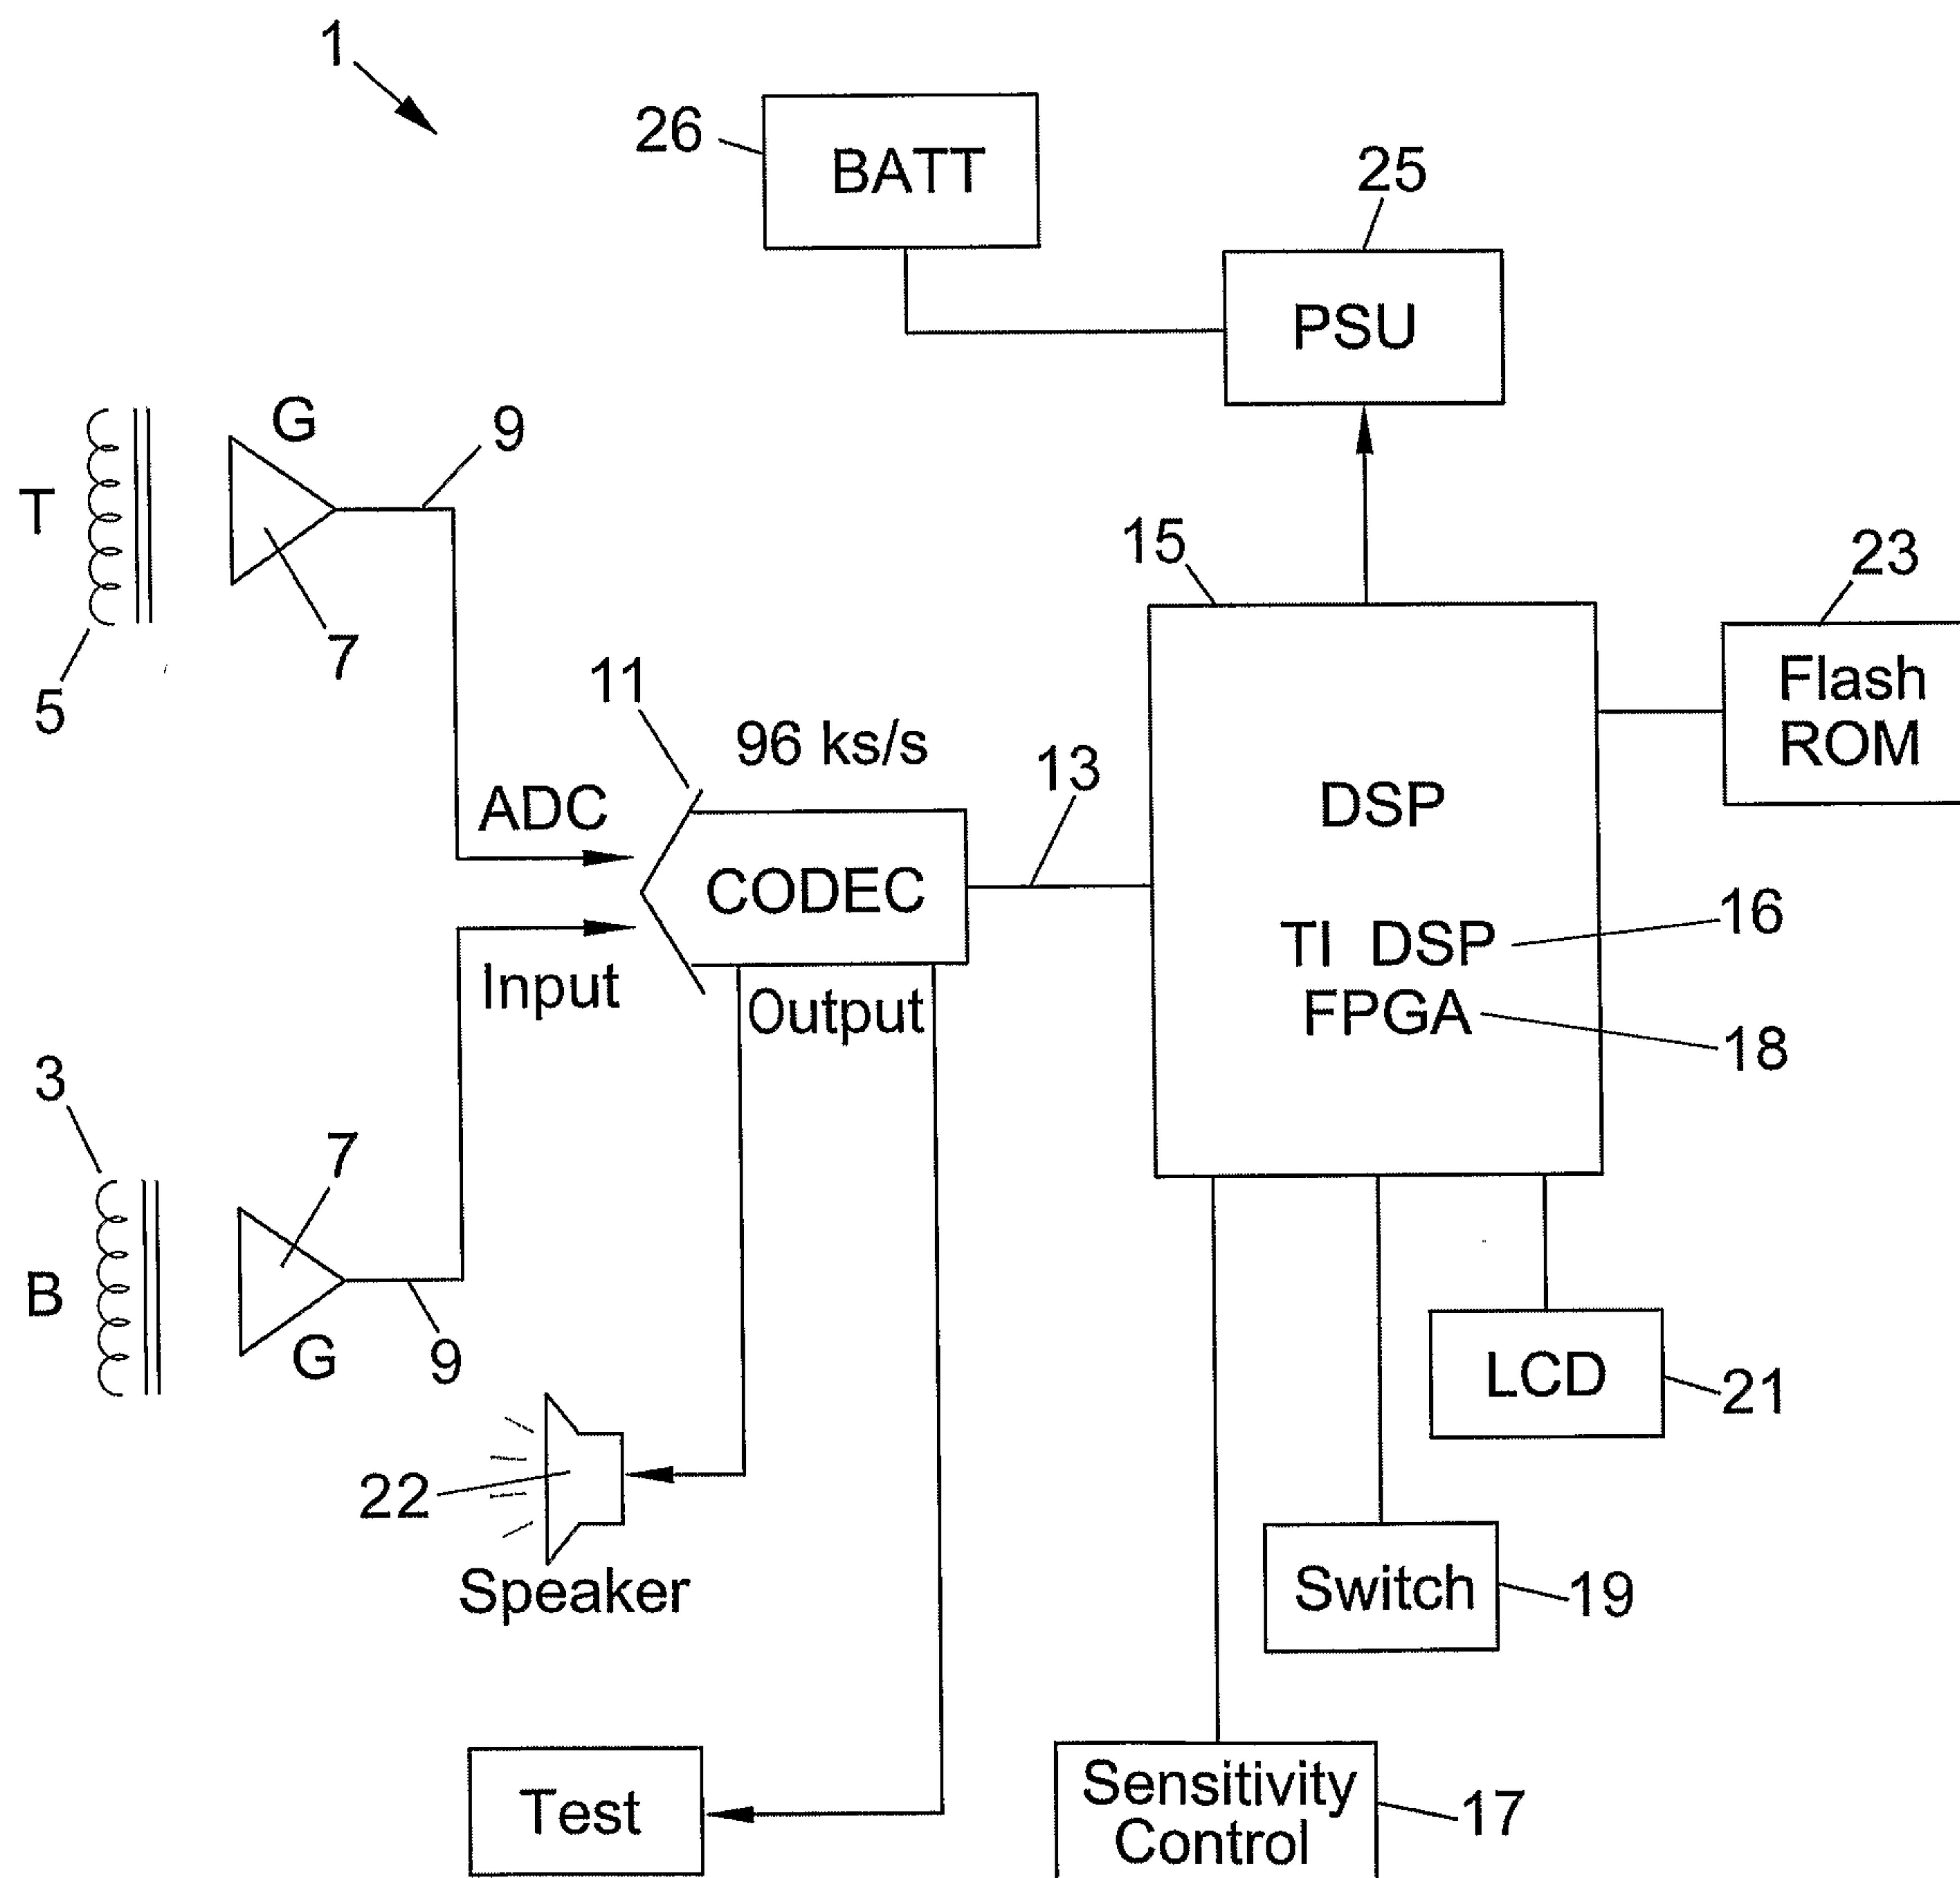 1
26
BATT
25
PSU
G
9
T
7
5
15
23
Flash
ROM
11
96 ks/s
13
ADC
DSP
CODEC
16
TI DSP
Input
Output
FPGA
18
3
7
B
G
9
LCD
21
22
Speaker
Switch
19
Test
Sensitivity
Control
17